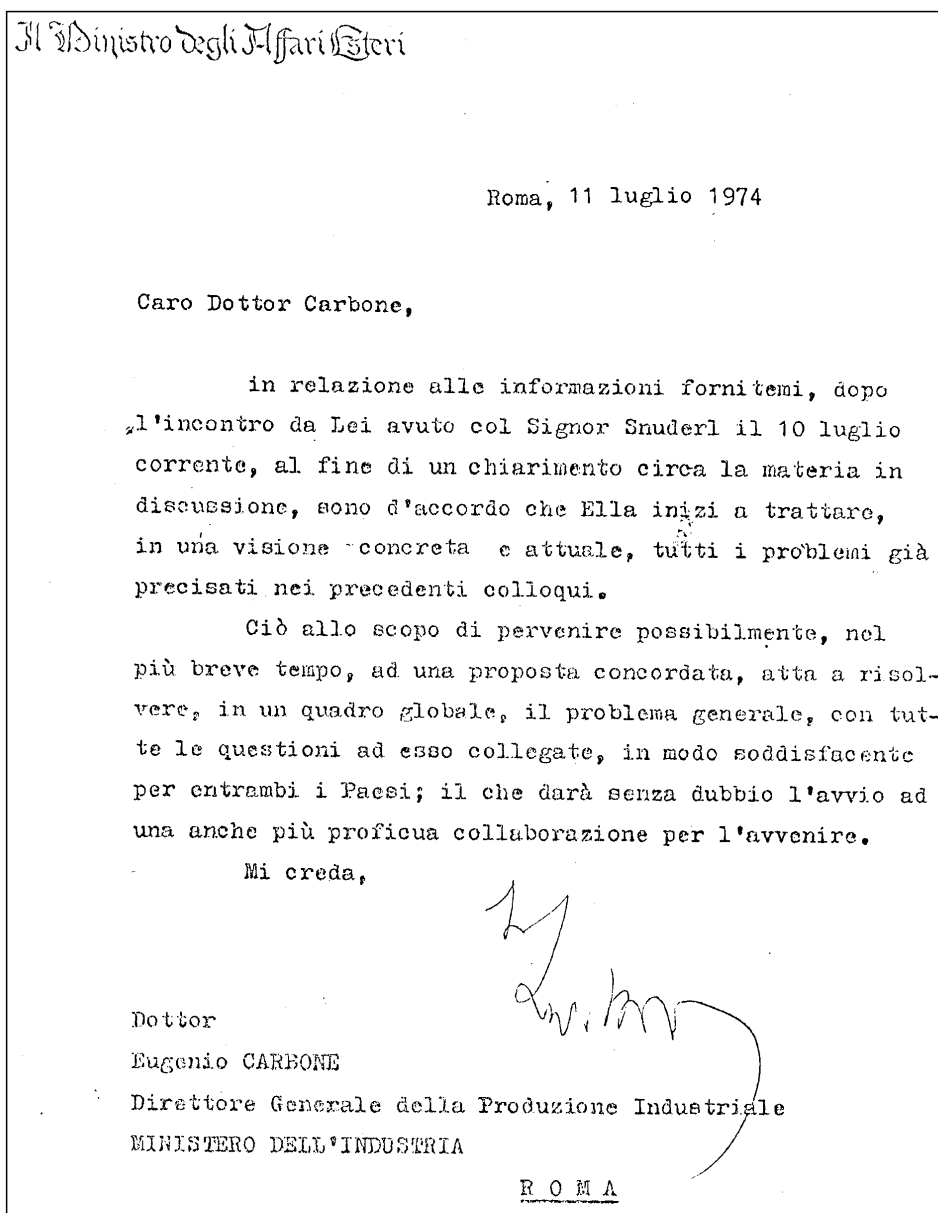 Il Ministro degli Affari Esteri
Roma, 11 luglio 1974
Caro Dottor Carbone,
in relazione alle informazioni fornitemi, dopo
l'incontro da Lei avuto col Signor Snuderl il 10 luglio
corrente, al fine di un chiarimento circa la materia in
discussione, sono d'accordo che Ella inizi a trattare,
in una visione concreta e attuale, tutti i problemi già
precisati nei precedenti colloqui.
Ciò allo scopo di pervenire possibilmente, nel
più breve tempo, ad una proposta concordata, atta a risol-
vere, in un quadro globale, il problema generale, con tut-
te le questioni ad esso collegate, in modo soddisfacente
per entrambi i Paesi; il che darà senza dubbio l'avvio ad
una anche più proficua collaborazione per l'avvenire.
Mi creda,
Dottor
Eugenio CARBONE
Direttore Generale della Produzione Industriale
MINISTERO DELL'INDUSTRIA
R O M A